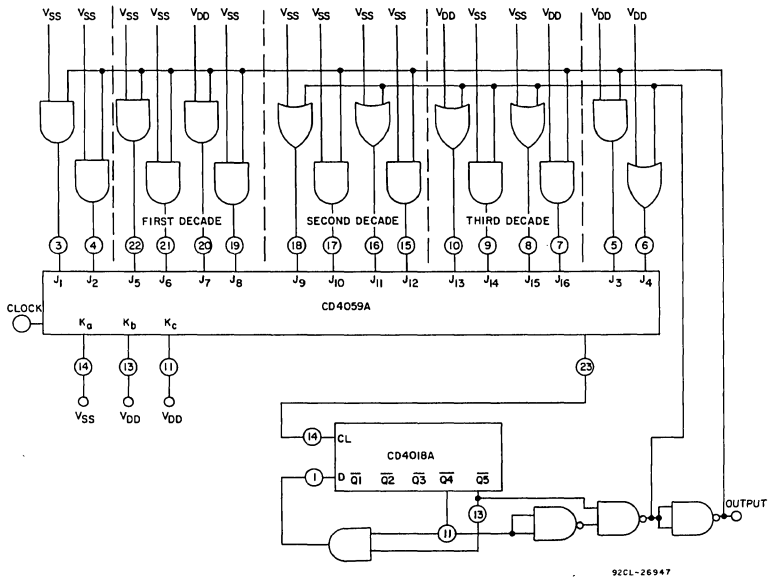 VSS VSS VSS VSS VDD VSS VSS VSS VSS VSS VDD VSS VSS VDD VDD VDD
FIRST DECADE SECOND DECADE THIRD DECADE
3 4 22 21 20 19 18 17 16 15 10 9 8 7 5 6
J1 J2 J5 J6 J7 J8 J9 J10 J11 J12 J13 J14 J15 J16 J3 J4
CD4059A
CLOCK
Ka Kb Kc
14 13 11 23
VSS VDD VDD
14 CL
CD4018A
1 D Q1 Q2 Q3 Q4 Q5
13
11
OUTPUT
92CL-26947